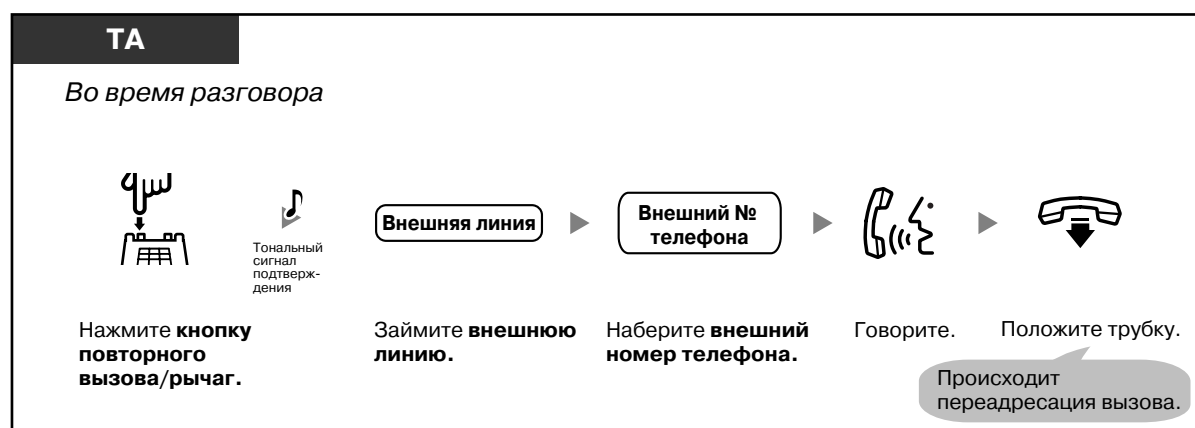 ТА
Во время разговора
Тональный
сигнал
подтверж-
дения
Внешняя линия
Внешний №
телефона
Нажмите кнопку
повторного
вызова/рычаг.
Займите внешнюю
линию.
Наберите внешний
номер телефона.
Говорите.
Положите трубку.
Происходит
переадресация вызова.